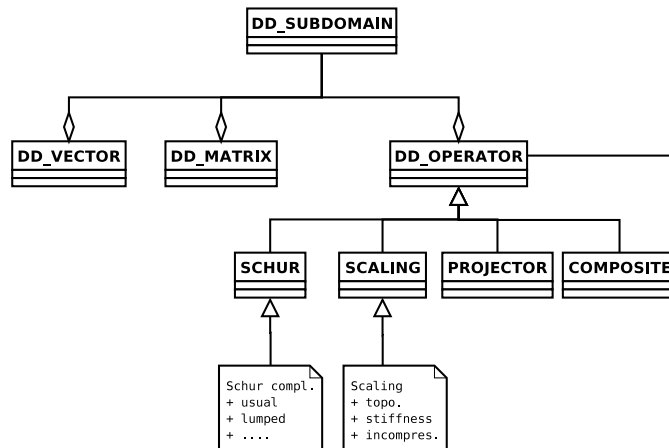 DD_SUBDOMAIN
DD_VECTOR
DD_MATRIX
DD_OPERATOR
SCHUR
SCALING
PROJECTOR
COMPOSITE
Schur compl.
+ usual
+ lumped
+ ....
Scaling
+ topo.
+ stiffness
+ incompres.